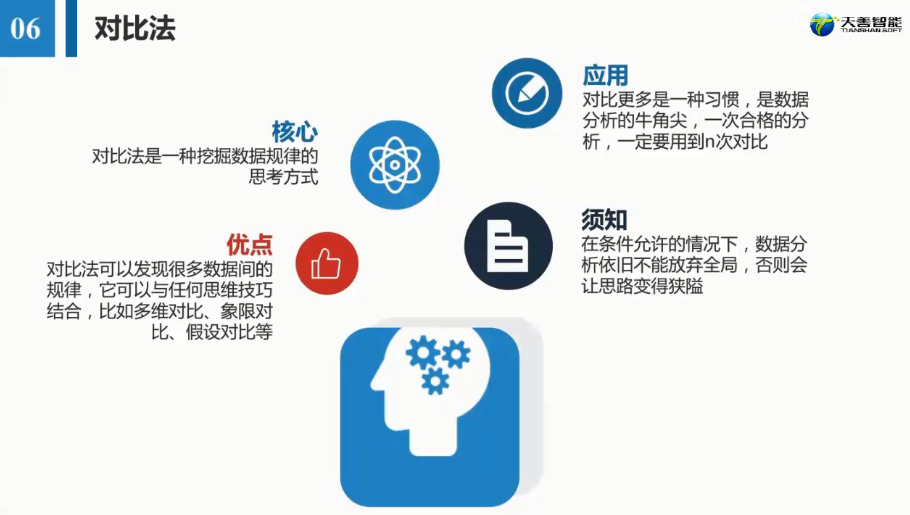 06
对比法
天善智能
TIANSHAN SOFT
核心
对比法是一种挖掘数据规律的
思考方式
优点
对比法可以发现很多数据间的
规律，它可以与任何思维技巧
结合，比如多维对比、象限对
比、假设对比等
应用
对比更多是一种习惯，是数据
分析的牛角尖，一次合格的分
析，一定要用到n次对比
须知
在条件允许的情况下，数据分
析依旧不能放弃全局，否则会
让思路变得狭隘